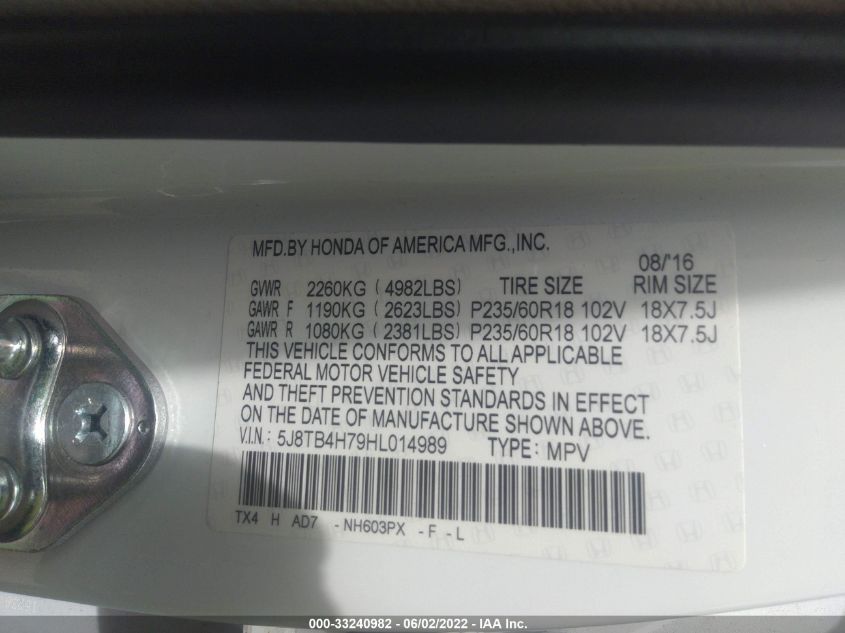 MFD.BY HONDA OF AMERICA MFG.,INC.
08/'16
GVWR 2260KG ( 4982LBS) TIRE SIZE RIM SIZE
GAWR F 1190KG ( 2623LBS) P235/60R18 102V 18X7.5J
GAWR R 1080KG ( 2381LBS) P235/60R18 102V 18X7.5J
THIS VEHICLE CONFORMS TO ALL APPLICABLE
FEDERAL MOTOR VEHICLE SAFETY
AND THEFT PREVENTION STANDARDS IN EFFECT
ON THE DATE OF MANUFACTURE SHOWN ABOVE.
V.I.N.: 5J8TB4H79HL014989 TYPE: MPV
TX4 H AD7 -NH603PX -F -L
000-33240982 - 06/02/2022 - IAA Inc.